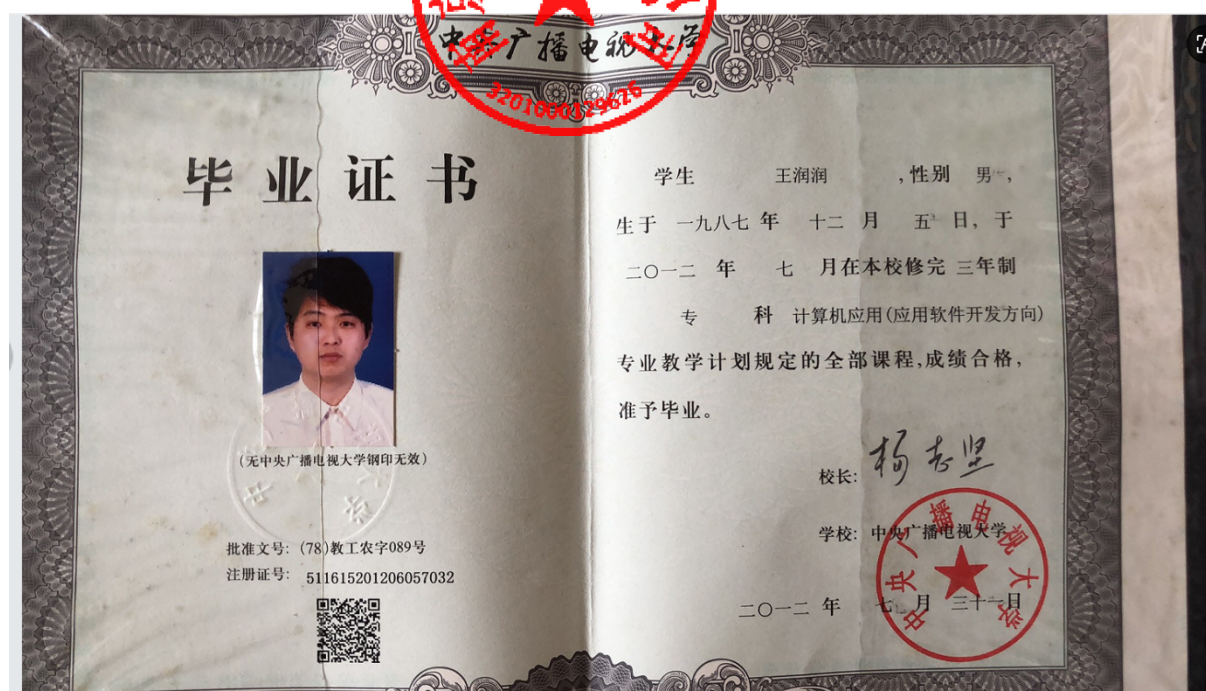 中央广播电视大学
3201000129626
毕业证书
(无中央广播电视大学钢印无效)
批准文号: (78)教工农字089号
注册证号: 511615201206057032
学生 王润润 ,性别 男,
生于 一九八七 年 十二 月 五 日, 于
二〇一二 年 七 月在本校修完 三年制
专 科 计算机应用(应用软件开发方向)
专业教学计划规定的全部课程,成绩合格,
准予毕业。
校长: 杨志坚
学校: 中央广播电视大学
中央广播电视大学
二〇一二 年 七 月 三十一日